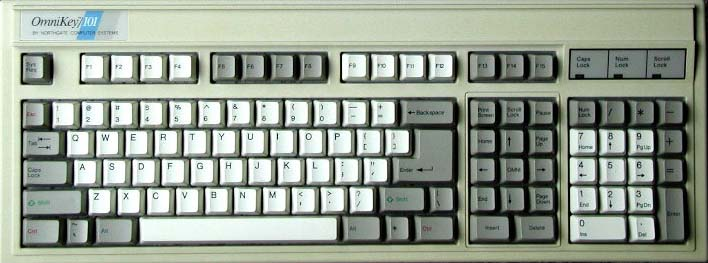 OmniKey/101
BY NORTHGATE COMPUTER SYSTEMS
Sys Req F1 F2 F3 F4 F5 F6 F7 F8 F9 F10 F11 F12 F13 F14 F15
Caps Lock Num Lock Scroll Lock
Esc ! 1 @ 2 # 3 $ 4 % 5 ^ 6 & 7 * 8 ( 9 ) 0 — - + = ← Backspace
Print Screen Scroll Lock Pause
Num Lock / * −
Tab Q W E R T Y U I O P { [ } ]
Home ↑ Page Up
7 Home 8 ↑ 9 Pg Up +
Caps Lock A S D F G H J K L : ; " ' Enter ↵
← OMNI →
4 ← 5 6 → =
Shift Z X C V B N M < , > . ? / Shift | \
End ↓ Page Down
1 End 2 ↓ 3 Pg Dn Enter
Ctrl ~ ` Alt Alt * Ctrl
Insert Delete
0 Ins . Del